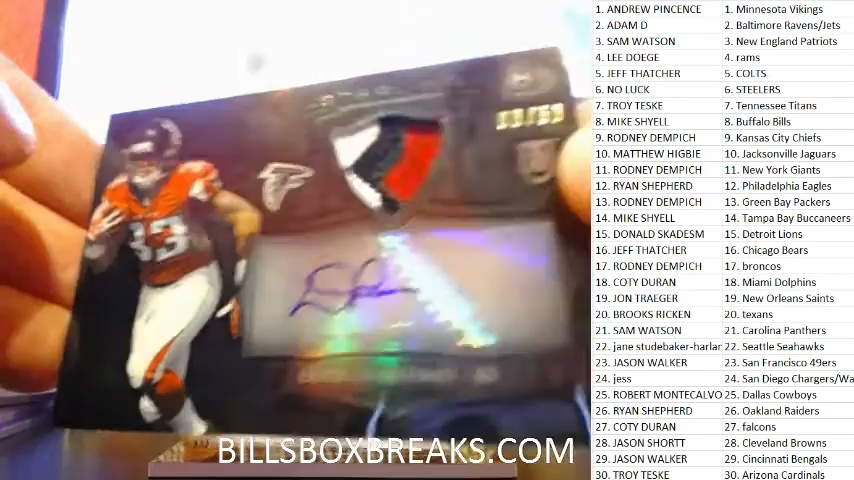 33/50
33
1. ANDREW PINCENCE 1. Minnesota Vikings
2. ADAM D 2. Baltimore Ravens/Jets
3. SAM WATSON 3. New England Patriots
4. LEE DOEGE 4. rams
5. JEFF THATCHER 5. COLTS
6. NO LUCK 6. STEELERS
7. TROY TESKE 7. Tennessee Titans
8. MIKE SHYELL 8. Buffalo Bills
9. RODNEY DEMPICH 9. Kansas City Chiefs
10. MATTHEW HIGBIE 10. Jacksonville Jaguars
11. RODNEY DEMPICH 11. New York Giants
12. RYAN SHEPHERD 12. Philadelphia Eagles
13. RODNEY DEMPICH 13. Green Bay Packers
14. MIKE SHYELL 14. Tampa Bay Buccaneers
15. DONALD SKADESM 15. Detroit Lions
16. JEFF THATCHER 16. Chicago Bears
17. RODNEY DEMPICH 17. broncos
18. COTY DURAN 18. Miami Dolphins
19. JON TRAEGER 19. New Orleans Saints
20. BROOKS RICKEN 20. texans
21. SAM WATSON 21. Carolina Panthers
22. jane studebaker-harlar 22. Seattle Seahawks
23. JASON WALKER 23. San Francisco 49ers
24. jess 24. San Diego Chargers/Wa
25. ROBERT MONTECALVO 25. Dallas Cowboys
26. RYAN SHEPHERD 26. Oakland Raiders
27. COTY DURAN 27. falcons
28. JASON SHORTT 28. Cleveland Browns
29. JASON WALKER 29. Cincinnati Bengals
30. TROY TESKE 30. Arizona Cardinals
BILLSBOXBREAKS.COM